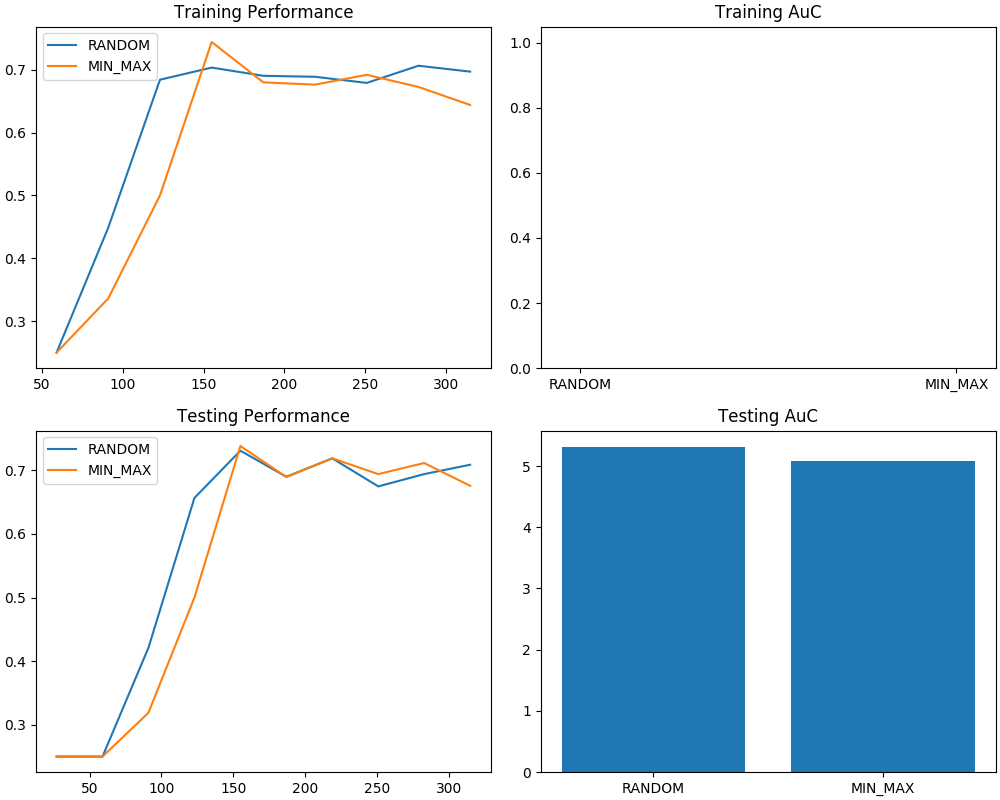 Training Performance
RANDOM
MIN_MAX
0.7
0.6
0.5
0.4
0.3
50 100 150 200 250 300
Training AuC
1.0
0.8
0.6
0.4
0.2
0.0
RANDOM MIN_MAX
Testing Performance
RANDOM
MIN_MAX
0.7
0.6
0.5
0.4
0.3
50 100 150 200 250 300
Testing AuC
5
4
3
2
1
0
RANDOM MIN_MAX